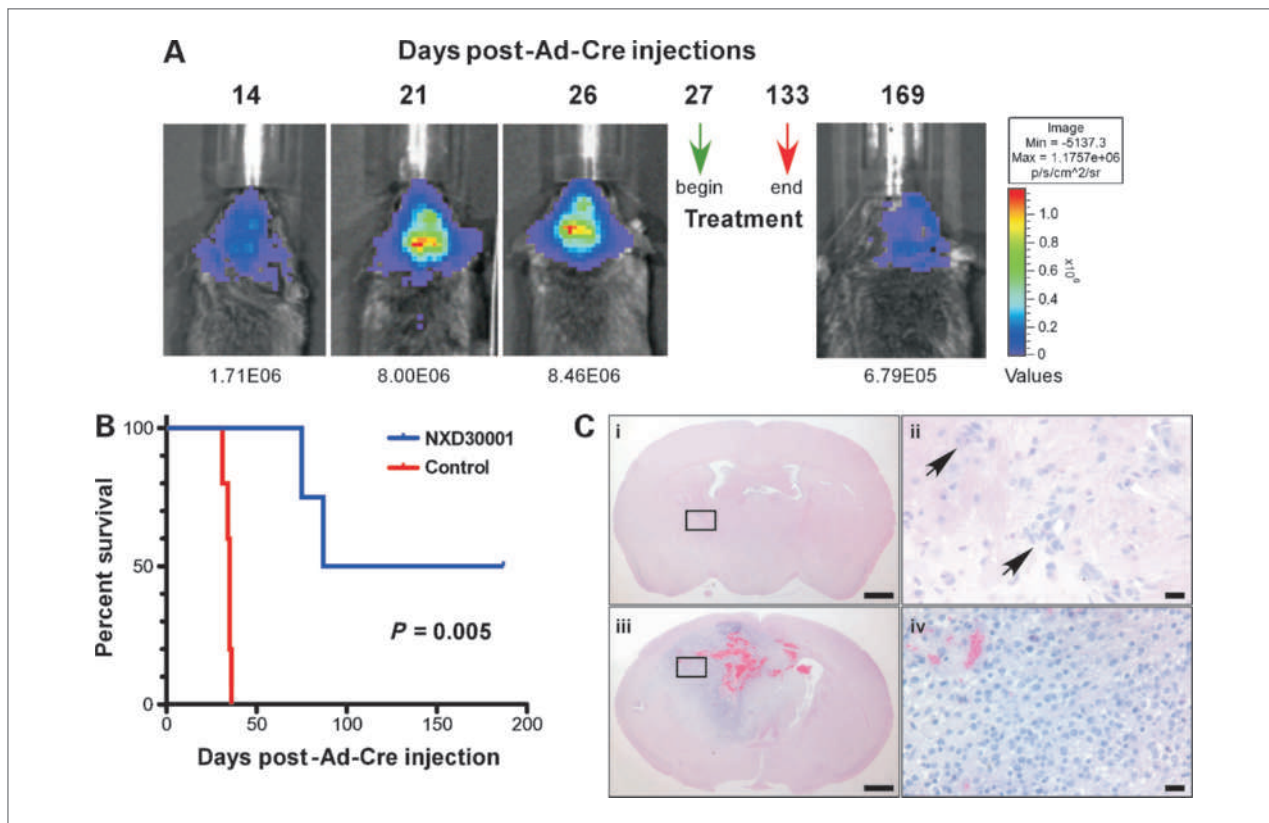 A
Days post-Ad-Cre injections
14 21 26 27 133 169
begin end
Treatment
Image
Min = -5137.3
Max = 1.1757e+06
p/s/cm^2/sr
1.0
0.8
0.6
0.4
0.2
0
x10^6
Values
1.71E06 8.00E06 8.46E06 6.79E05
B
NXD30001
Control
100
50
0
Percent survival
P = 0.005
0 50 100 150 200
Days post-Ad-Cre injection
C
i
ii
iii
iv